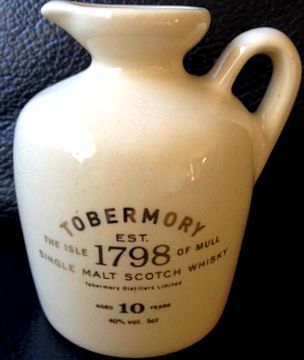 TOBERMORY
EST.
THE ISLE 1798 OF MULL
SINGLE MALT SCOTCH WHISKY
Tobermory Distillers Limited
AGED 10 YEARS
40% vol. 5cl